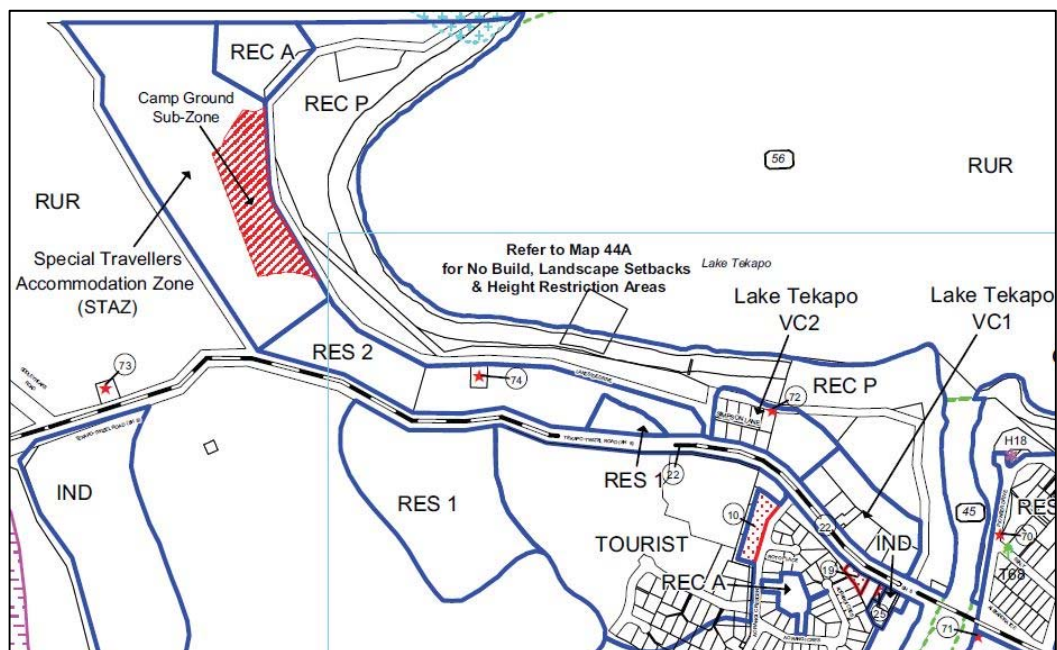 REC A
Camp Ground
Sub-Zone
REC P
56
RUR
RUR
Special Travellers
Accommodation Zone
(STAZ)
Refer to Map 44A
for No Build, Landscape Setbacks
& Height Restriction Areas
Lake Tekapo
Lake Tekapo
VC2
Lake Tekapo
VC1
RES 2
73
74
REC P
72
SIMPSON LANE
H18
IND
RES 1
RES 1
22
10
TOURIST
22
45
RES
70
IND
19
REC A
T68
25
71